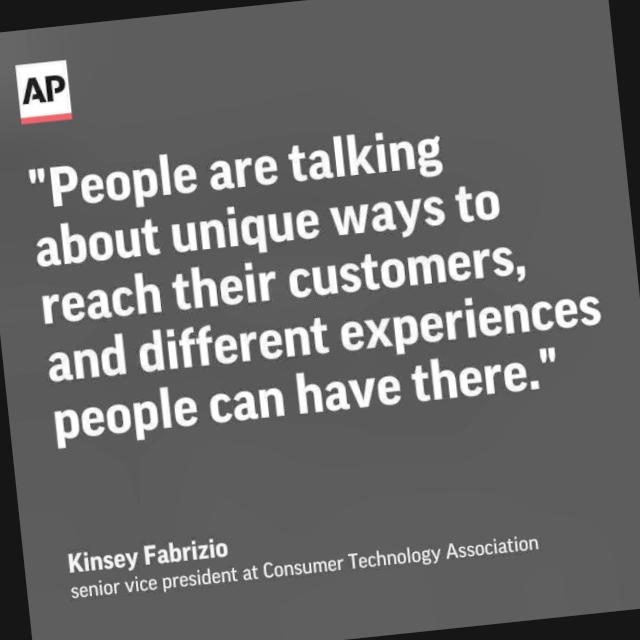 AP
"People are talking
about unique ways to
reach their customers,
and different experiences
people can have there."
Kinsey Fabrizio
senior vice president at Consumer Technology Association